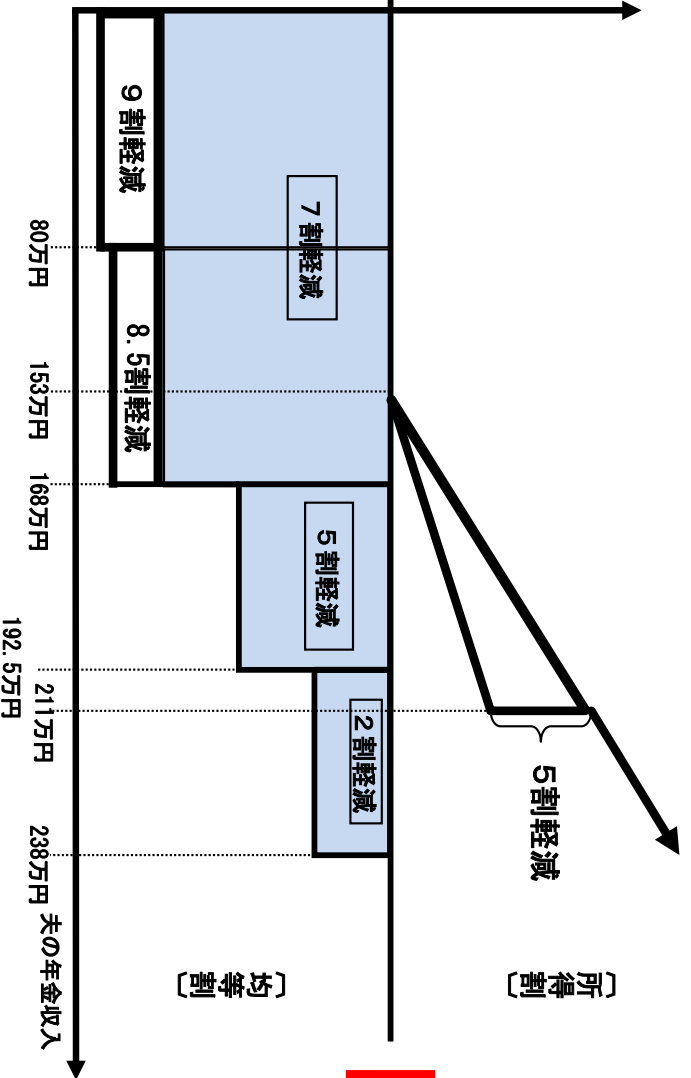 〔所得割〕
5割軽減
〔均等割〕
7割軽減
5割軽減
2割軽減
9割軽減
8.5割軽減
80万円
153万円
168万円
192.5万円
211万円
238万円
夫の年金収入